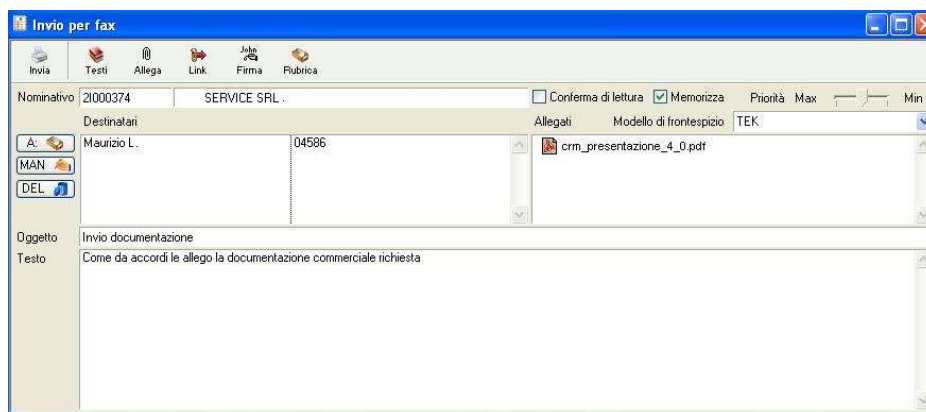 Invio per fax
Invia Testi Allega Link John Firma Rubrica
Nominativo 2I000374 SERVICE SRL . Conferma di lettura Memorizza Priorità Max Min
Destinatari Allegati Modello di frontespizio TEK
A: Maurizio L. 04586 crm_presentazione_4_0.pdf
MAN
DEL
Oggetto Invio documentazione
Testo Come da accordi le allego la documentazione commerciale richiesta